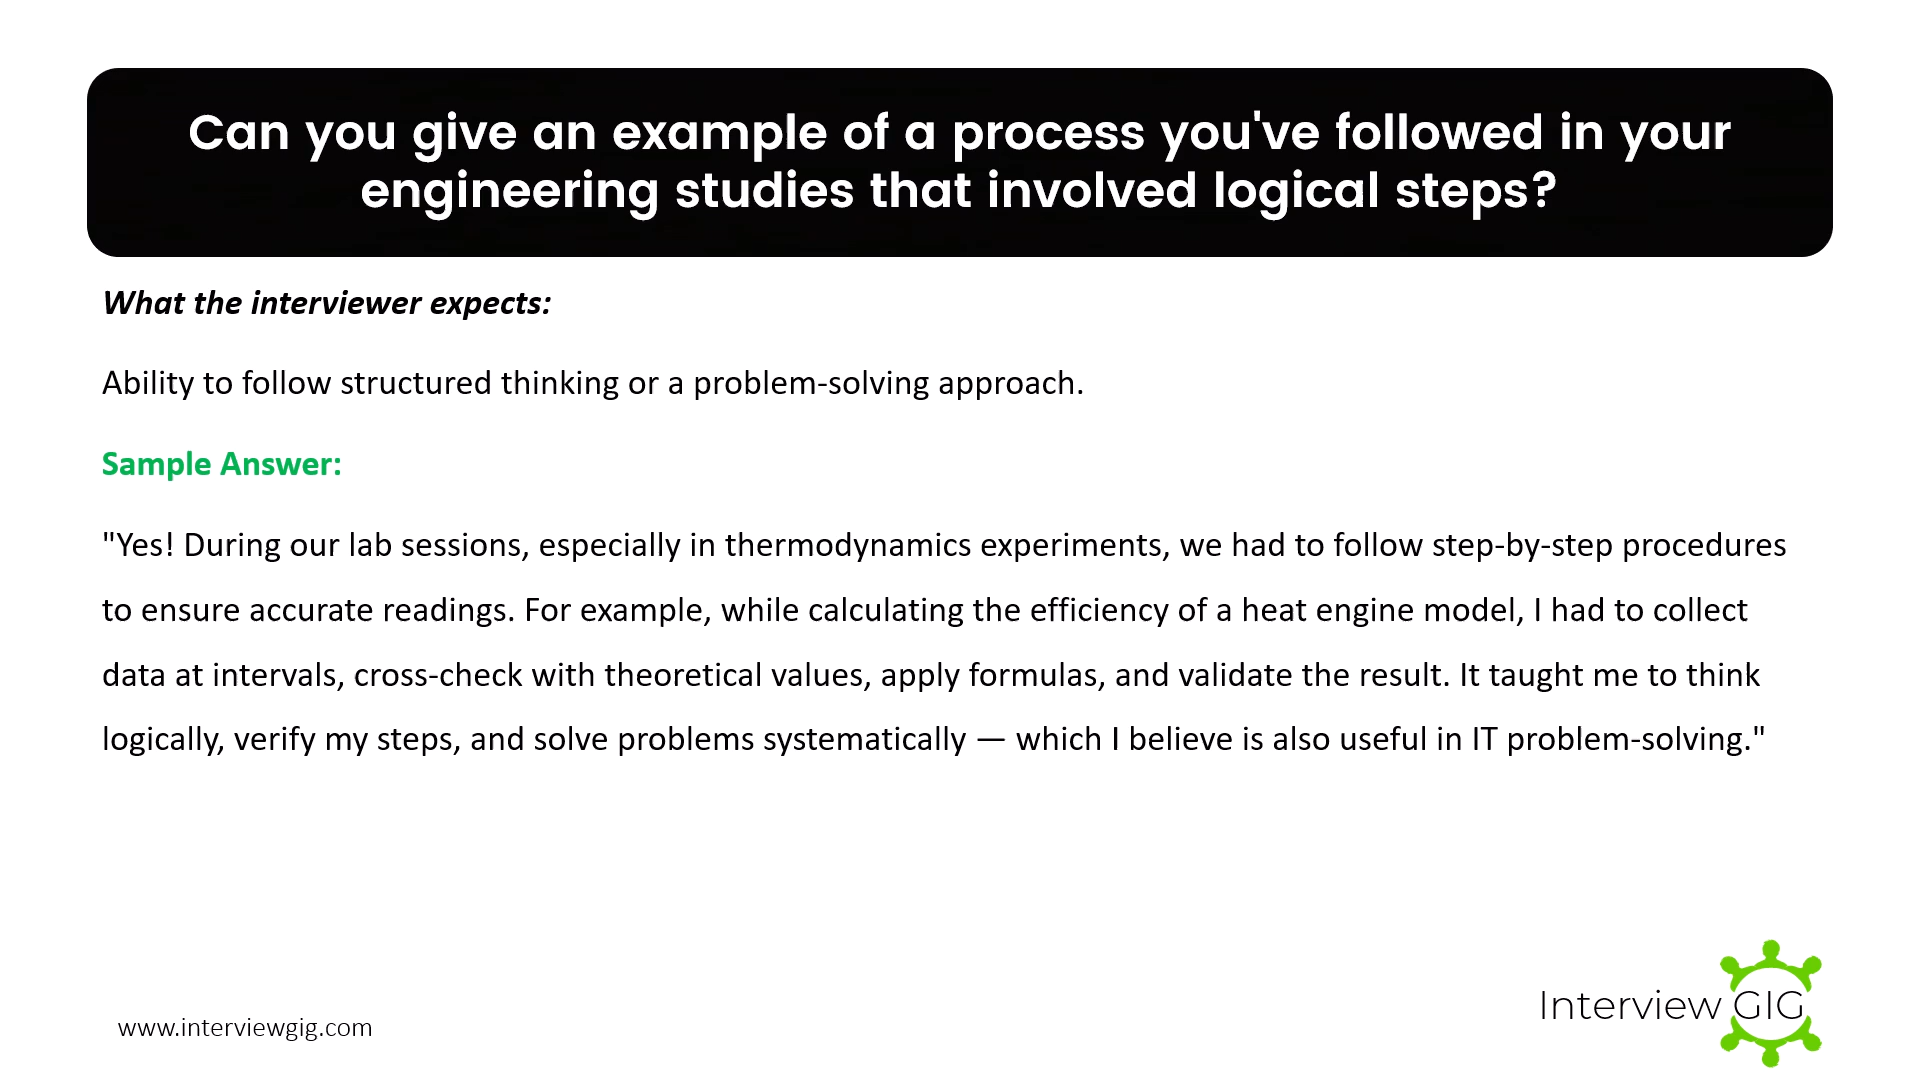 Can you give an example of a process you've followed in your
engineering studies that involved logical steps?
What the interviewer expects:
Ability to follow structured thinking or a problem-solving approach.
Sample Answer:
"Yes! During our lab sessions, especially in thermodynamics experiments, we had to follow step-by-step procedures
to ensure accurate readings. For example, while calculating the efficiency of a heat engine model, I had to collect
data at intervals, cross-check with theoretical values, apply formulas, and validate the result. It taught me to think
logically, verify my steps, and solve problems systematically — which I believe is also useful in IT problem-solving."
Interview GIG
www.interviewgig.com